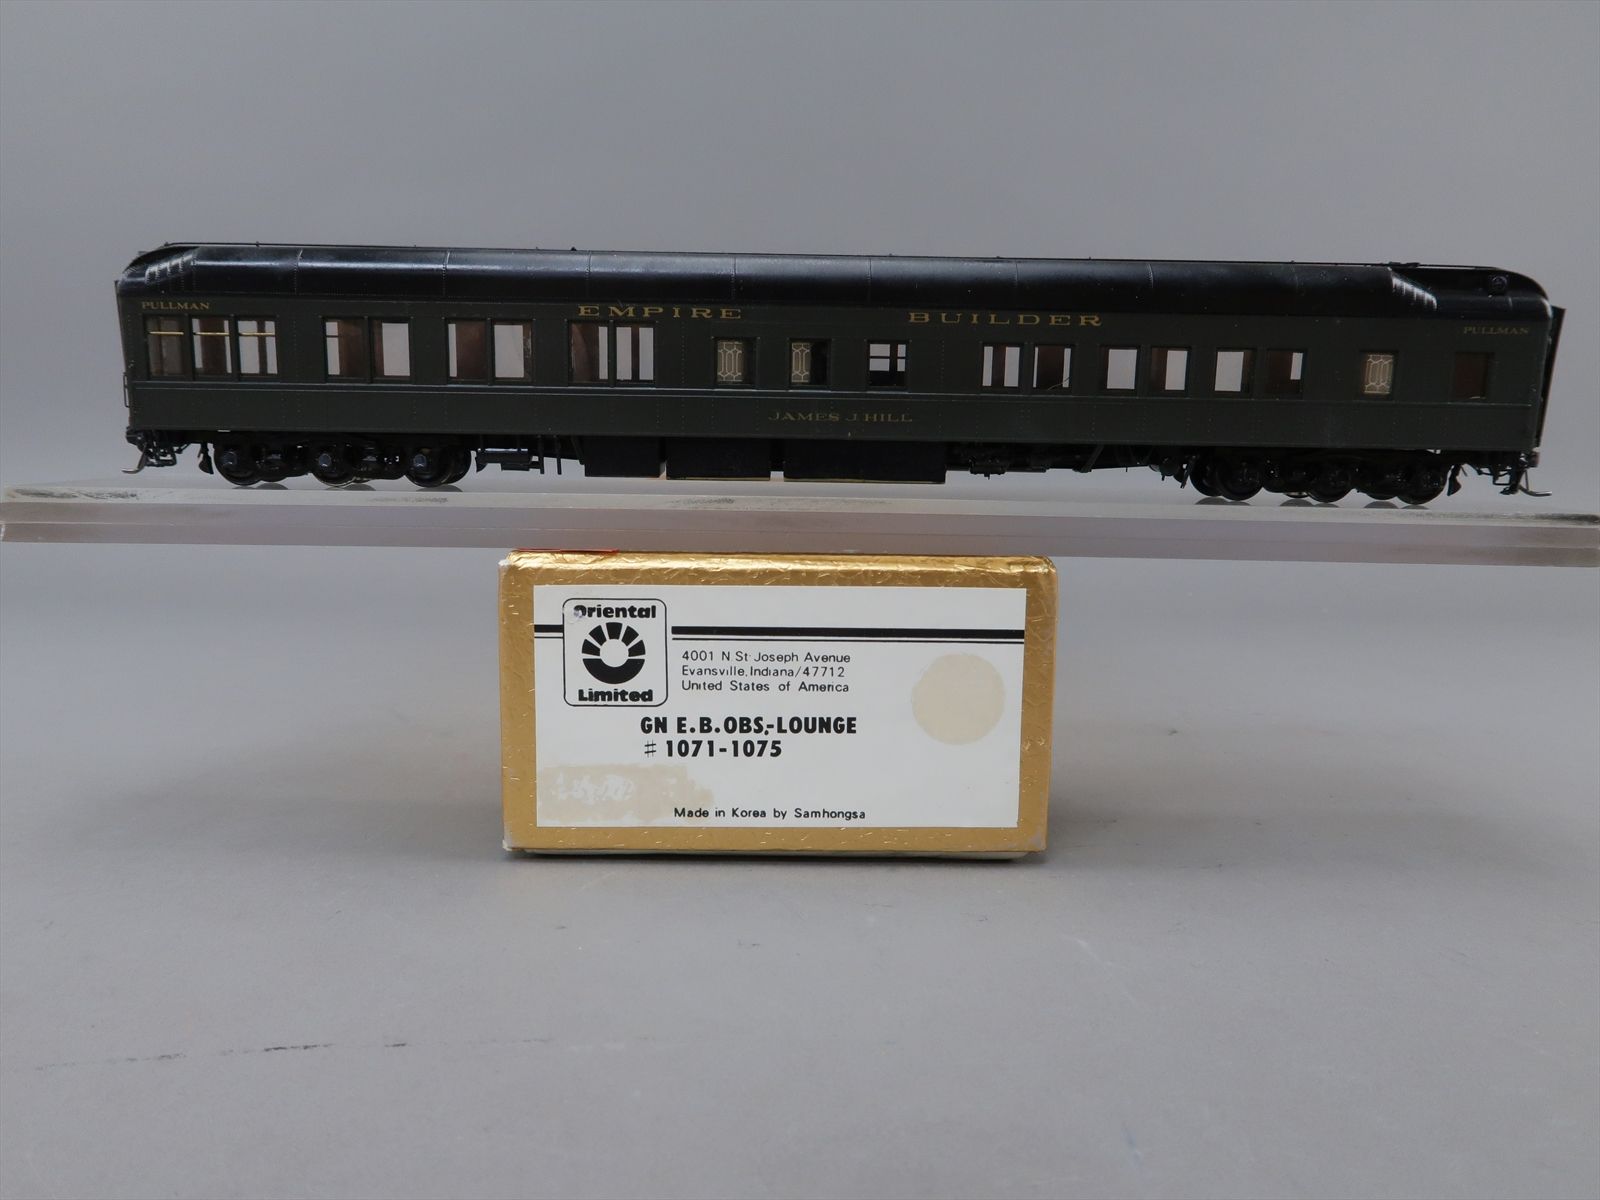 PULLMAN
EMPIRE BUILDER
PULLMAN
JAMES J. HILL
Oriental
Limited
4001 N St. Joseph Avenue
Evansville, Indiana/47712
United States of America
GN E.B.OBS.-LOUNGE
# 1071-1075
Made in Korea by Samhongsa